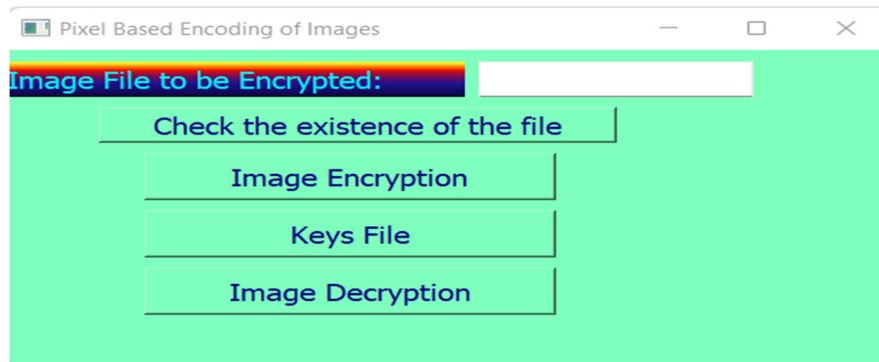 Pixel Based Encoding of Images
Image File to be Encrypted:
Check the existence of the file
Image Encryption
Keys File
Image Decryption